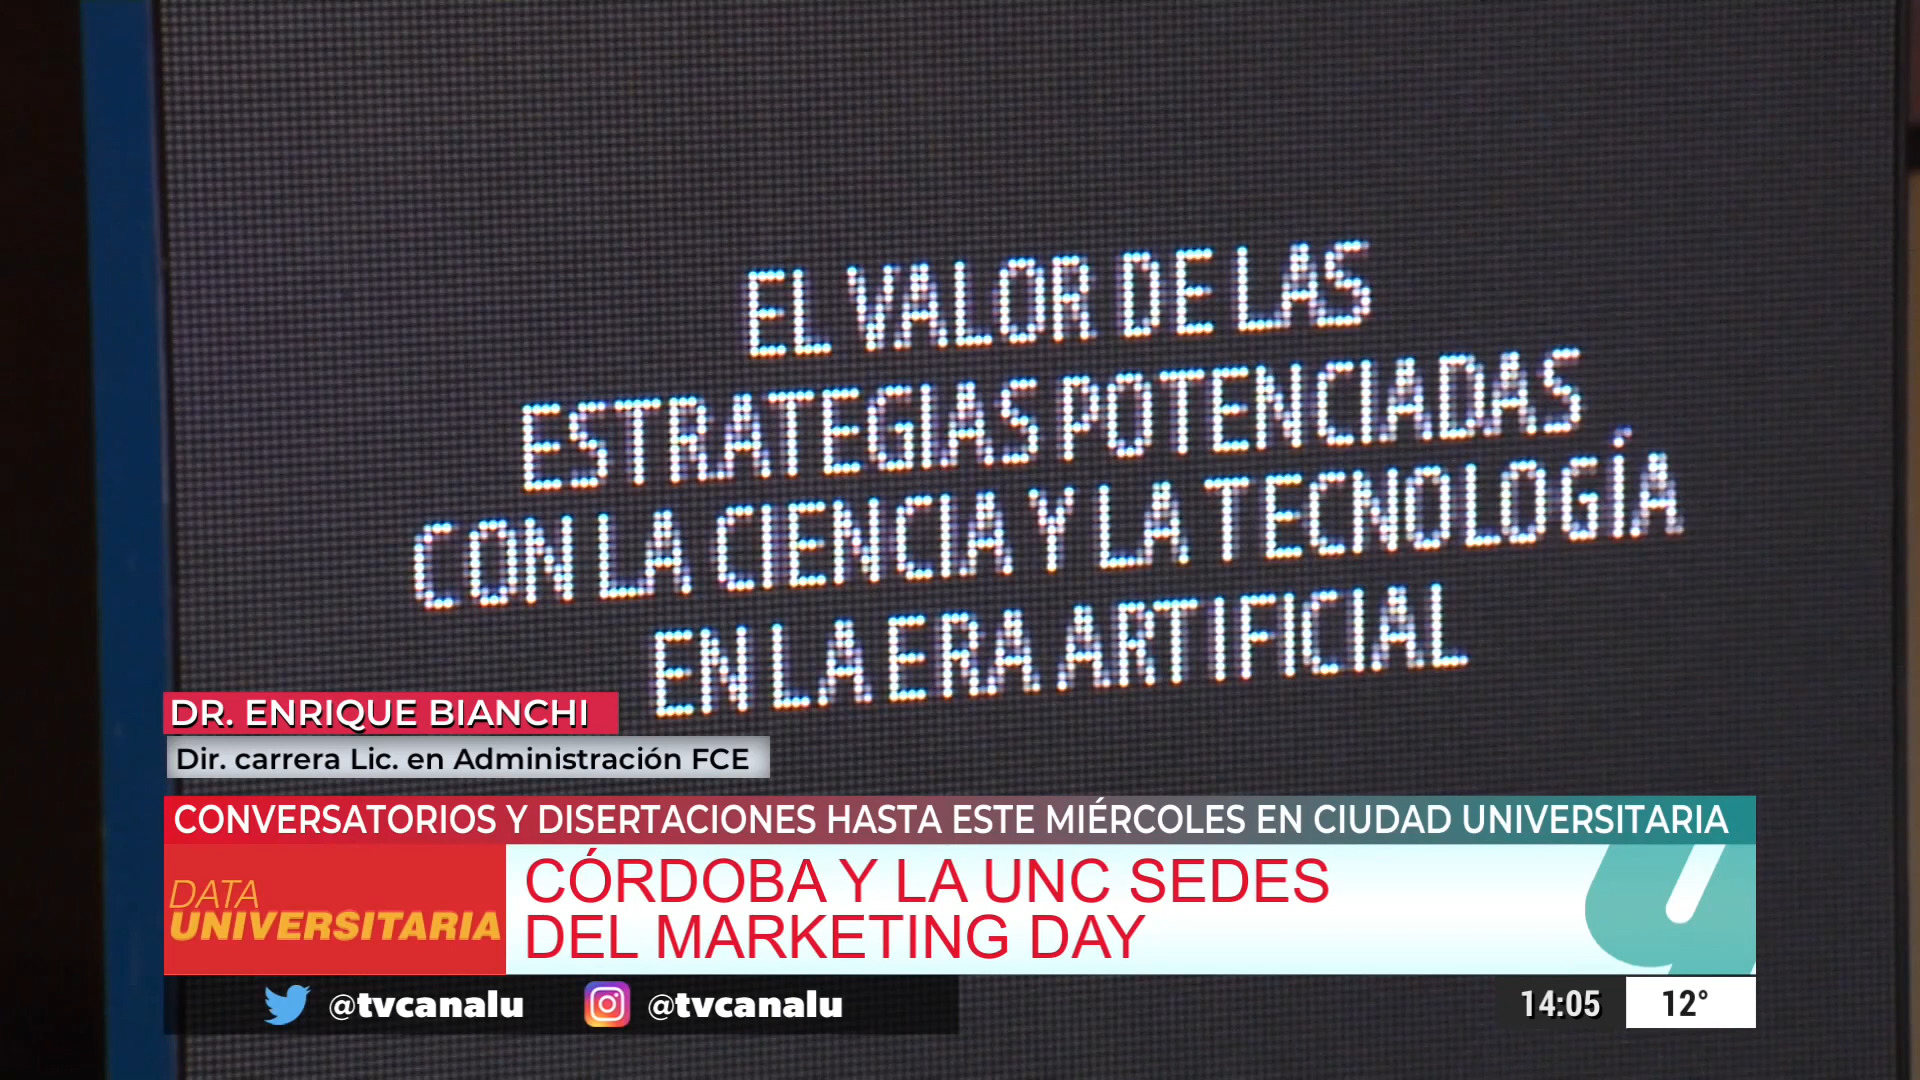 EL VALOR DE LAS
ESTRATEGIAS POTENCIADAS
CON LA CIENCIA Y LA TECNOLOGÍA
EN LA ERA ARTIFICIAL
DR. ENRIQUE BIANCHI
Dir. carrera Lic. en Administración FCE
CONVERSATORIOS Y DISERTACIONES HASTA ESTE MIÉRCOLES EN CIUDAD UNIVERSITARIA
DATA
UNIVERSITARIA
CÓRDOBA Y LA UNC SEDES
DEL MARKETING DAY
@tvcanalu
@tvcanalu
14:05
12°